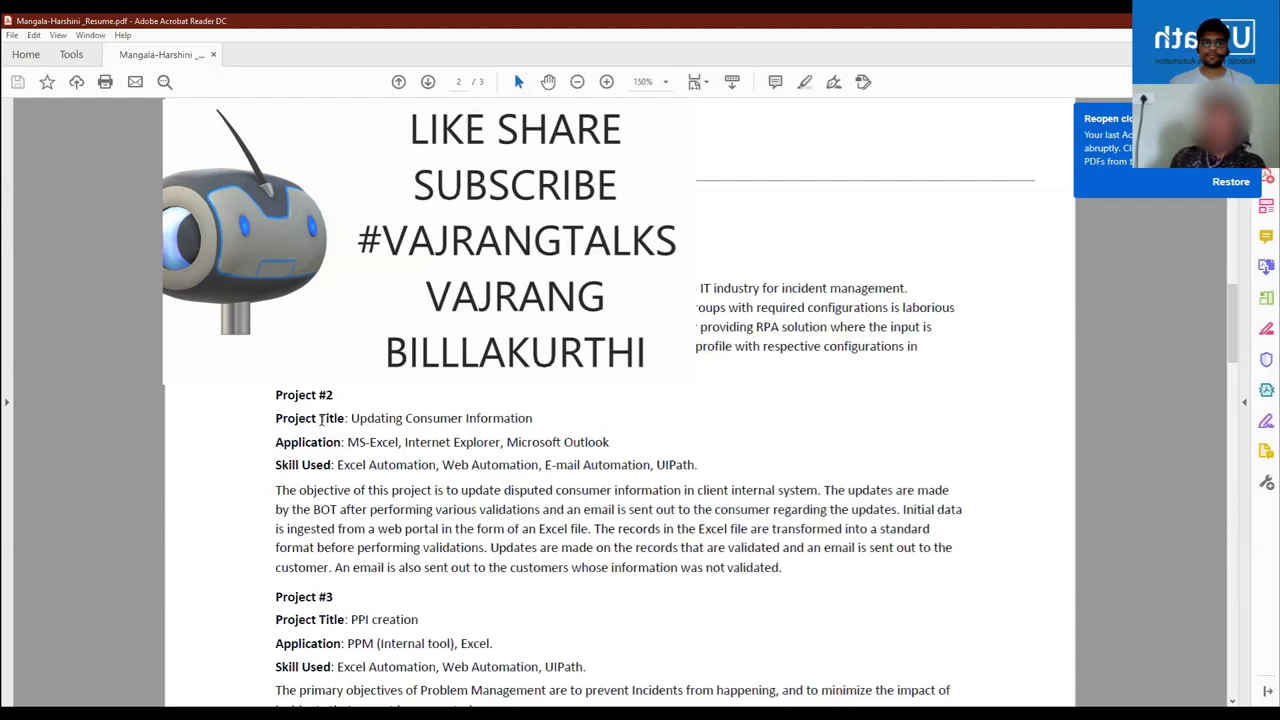 Mangala-Harshini _Resume.pdf - Adobe Acrobat Reader DC
File Edit View Window Help
Home Tools Mangala-Harshini _... ×
2 / 3 150%
LIKE SHARE
SUBSCRIBE
#VAJRANGTALKS
VAJRANG
BILLLAKURTHI
UiPath
Robotic Process Automation
Reopen clo
Your last Ac
abruptly. Cl
PDFs from t
Restore
IT industry for incident management.
roups with required configurations is laborious
providing RPA solution where the input is
profile with respective configurations in
Project #2
Project Title: Updating Consumer Information
Application: MS-Excel, Internet Explorer, Microsoft Outlook
Skill Used: Excel Automation, Web Automation, E-mail Automation, UIPath.
The objective of this project is to update disputed consumer information in client internal system. The updates are made
by the BOT after performing various validations and an email is sent out to the consumer regarding the updates. Initial data
is ingested from a web portal in the form of an Excel file. The records in the Excel file are transformed into a standard
format before performing validations. Updates are made on the records that are validated and an email is sent out to the
customer. An email is also sent out to the customers whose information was not validated.
Project #3
Project Title: PPI creation
Application: PPM (Internal tool), Excel.
Skill Used: Excel Automation, Web Automation, UIPath.
The primary objectives of Problem Management are to prevent Incidents from happening, and to minimize the impact of